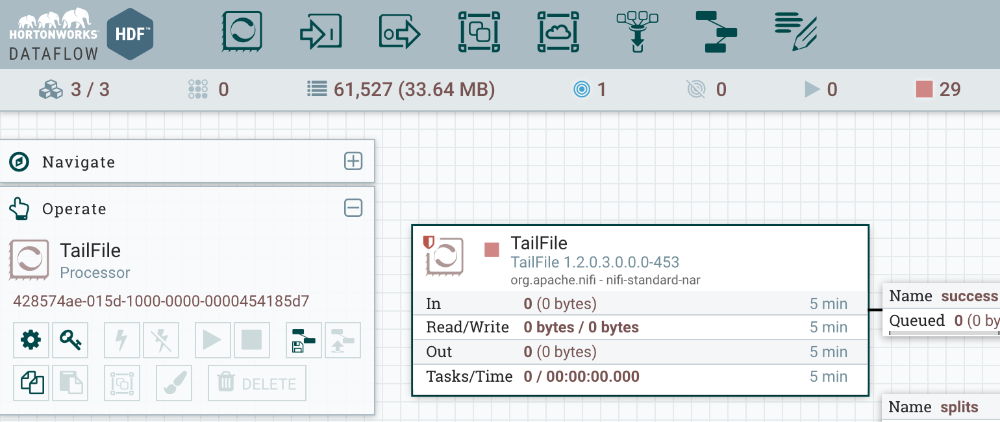 HORTONWORKS
DATAFLOW
HDF™
3 / 3
0
61,527 (33.64 MB)
1
0
0
29
Navigate
Operate
TailFile
Processor
428574ae-015d-1000-0000-0000454185d7
DELETE
TailFile
TailFile 1.2.0.3.0.0.0-453
org.apache.nifi - nifi-standard-nar
In 0 (0 bytes) 5 min
Read/Write 0 bytes / 0 bytes 5 min
Out 0 (0 bytes) 5 min
Tasks/Time 0 / 00:00:00.000 5 min
Name success
Queued 0 (0 by
Name splits